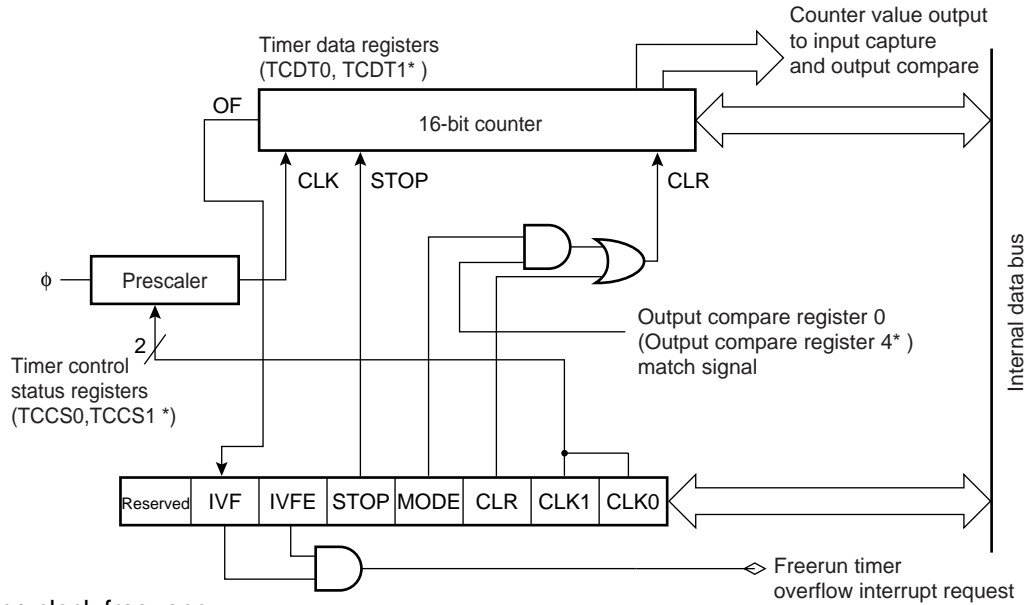 Counter value output
to input capture
and output compare
Timer data registers
(TCDT0, TCDT1* )
OF
16-bit counter
CLK
STOP
CLR
φ
Prescaler
Internal data bus
Output compare register 0
(Output compare register 4* )
match signal
2
Timer control
status registers
(TCCS0,TCCS1 *)
Reserved IVF IVFE STOP MODE CLR CLK1 CLK0
Freerun timer
overflow interrupt request